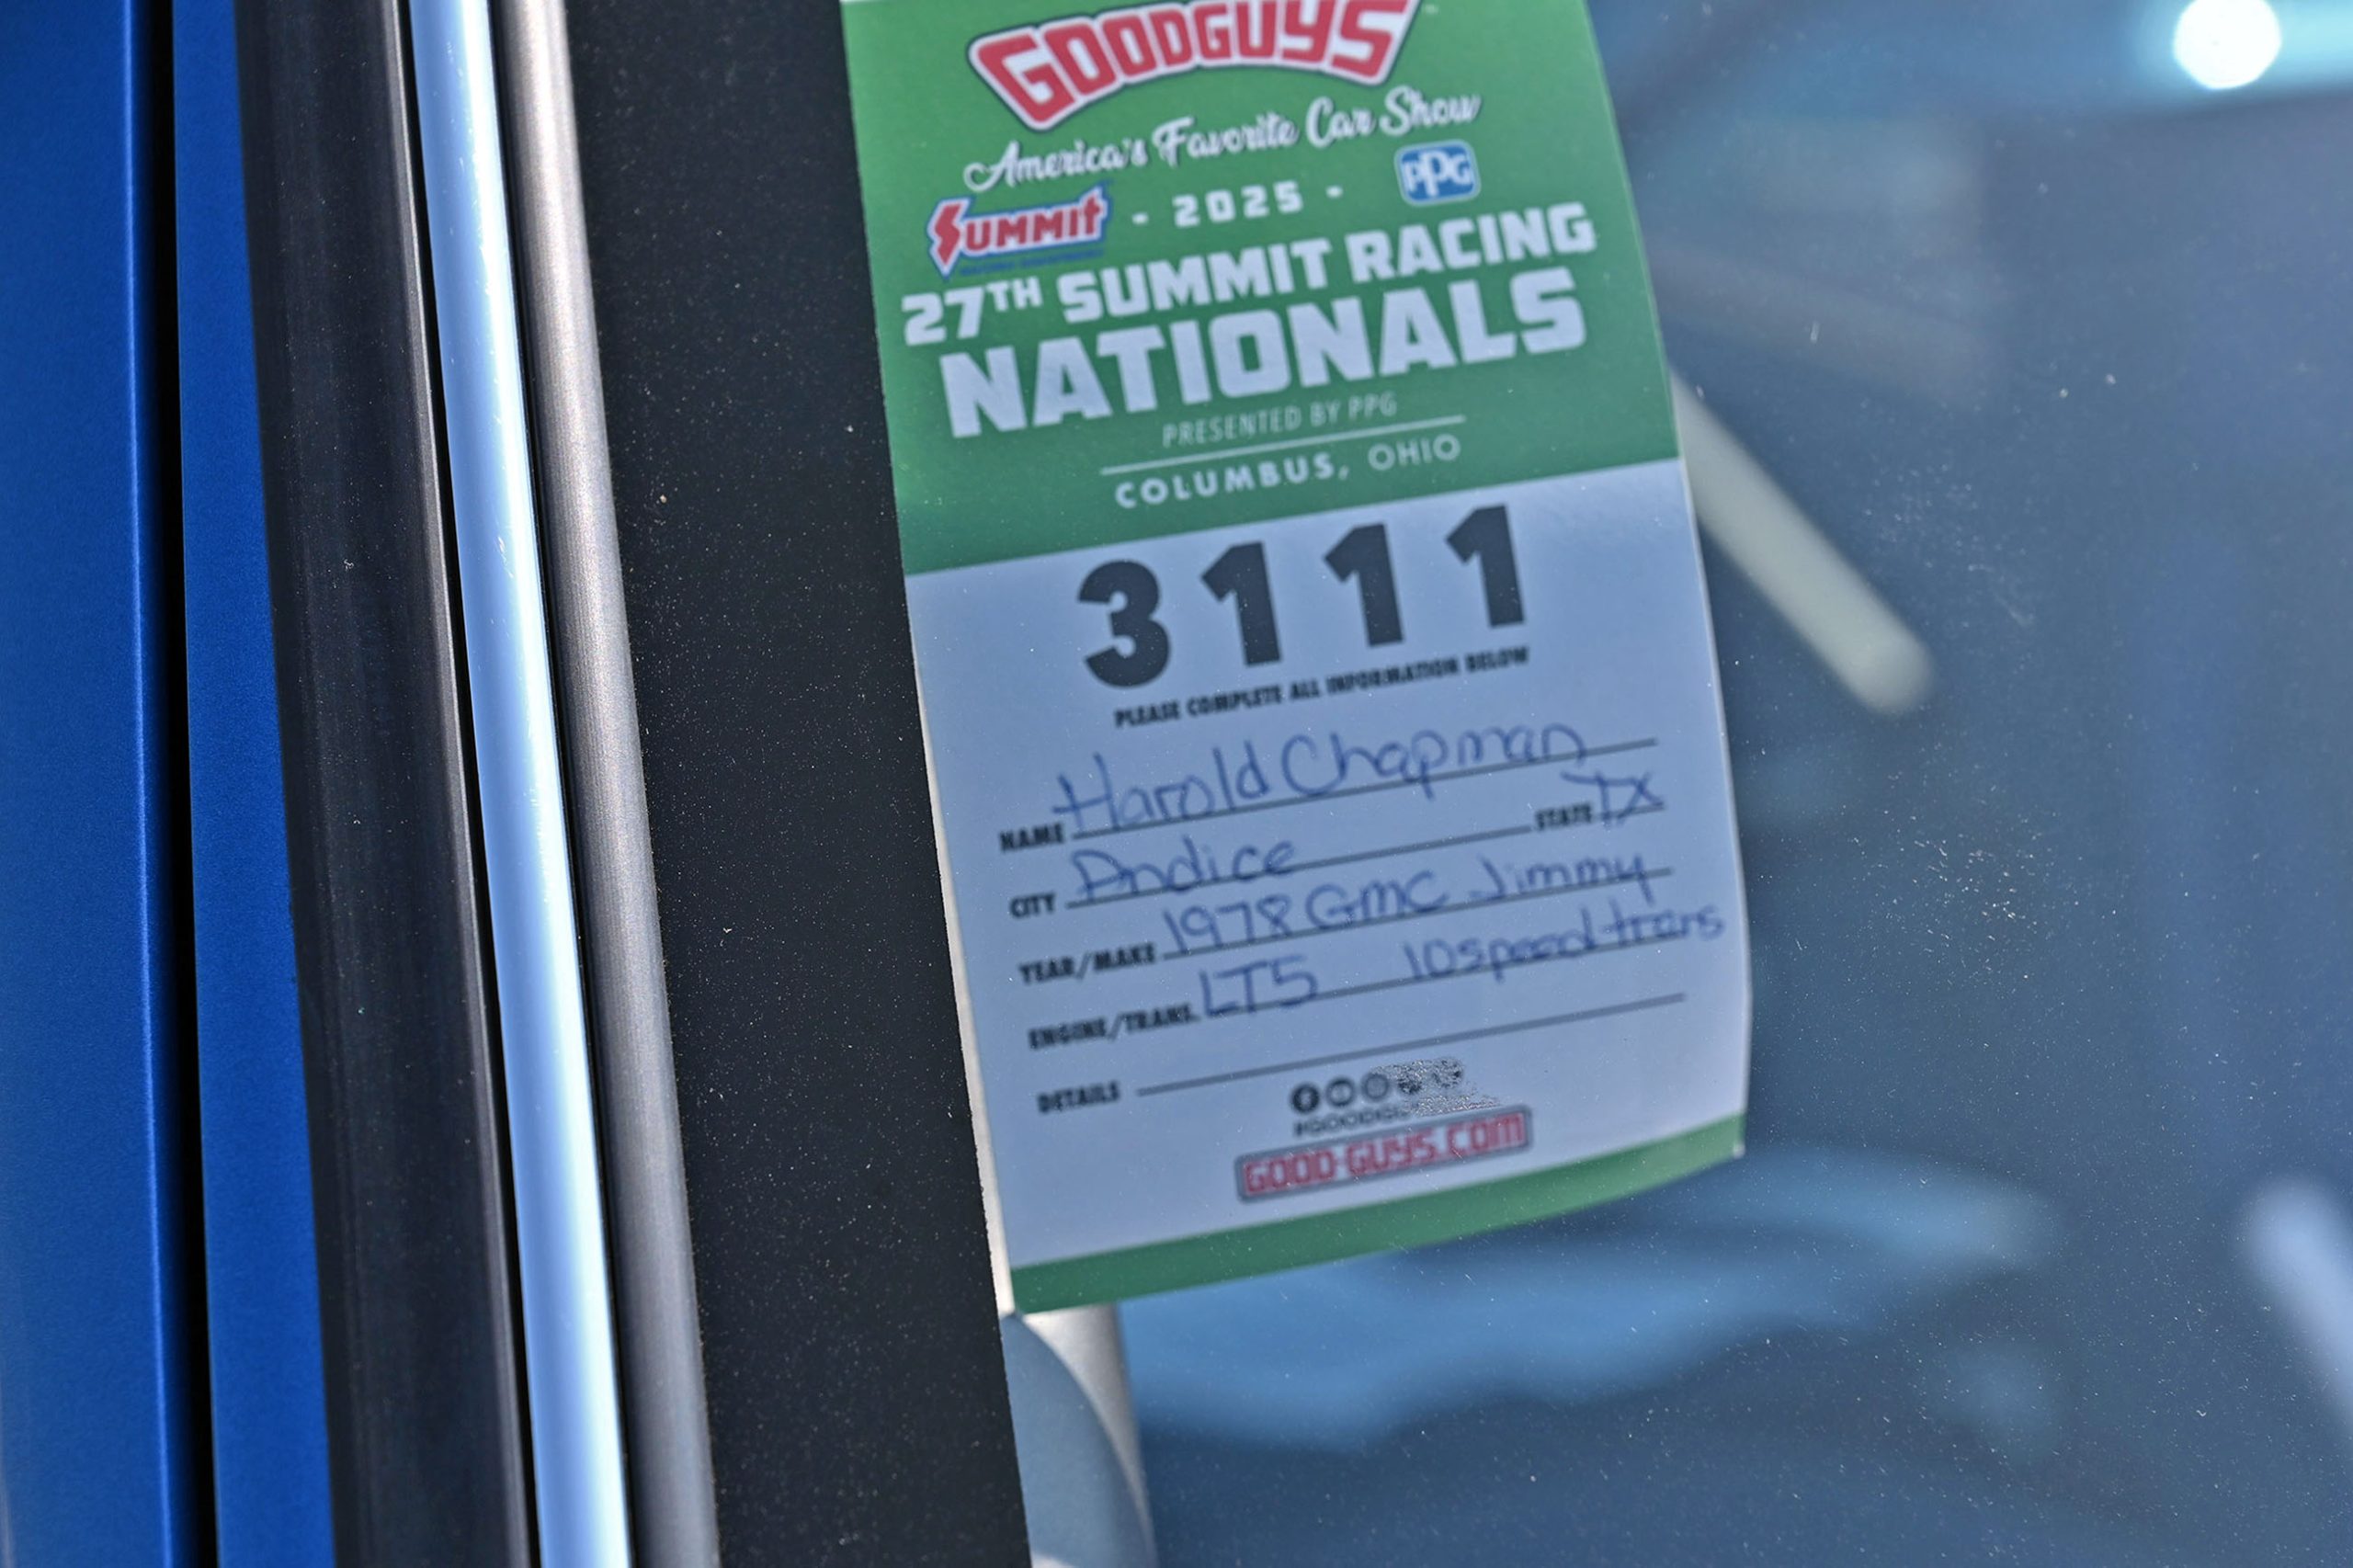 GOODGUYS
America's Favorite Car Show
SUMMIT - 2025 - PPG
27TH SUMMIT RACING
NATIONALS
PRESENTED BY PPG
COLUMBUS, OHIO
3111
PLEASE COMPLETE ALL INFORMATION BELOW
NAME Harold Chapman
CITY Andice STATE TX
YEAR/MAKE 1978 GMC Jimmy
ENGINE/TRANS. LT5 10speed trans
DETAILS
GOOD-GUYS.COM